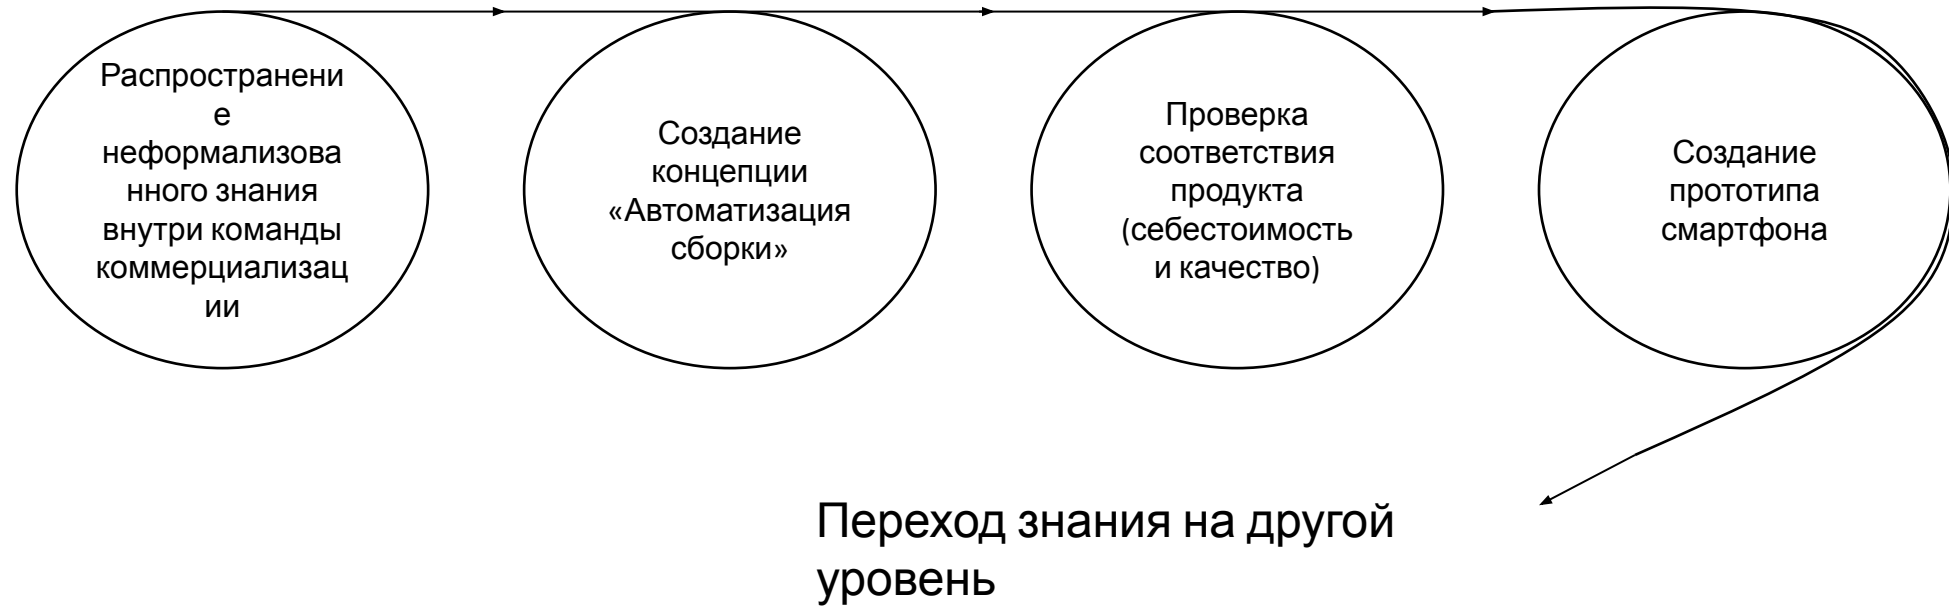 Распространени
е
неформализова
нного знания
внутри команды
коммерциализац
ии
Создание
концепции
«Автоматизация
сборки»
Проверка
соответствия
продукта
(себестоимость
и качество)
Создание
прототипа
смартфона
Переход знания на другой
уровень